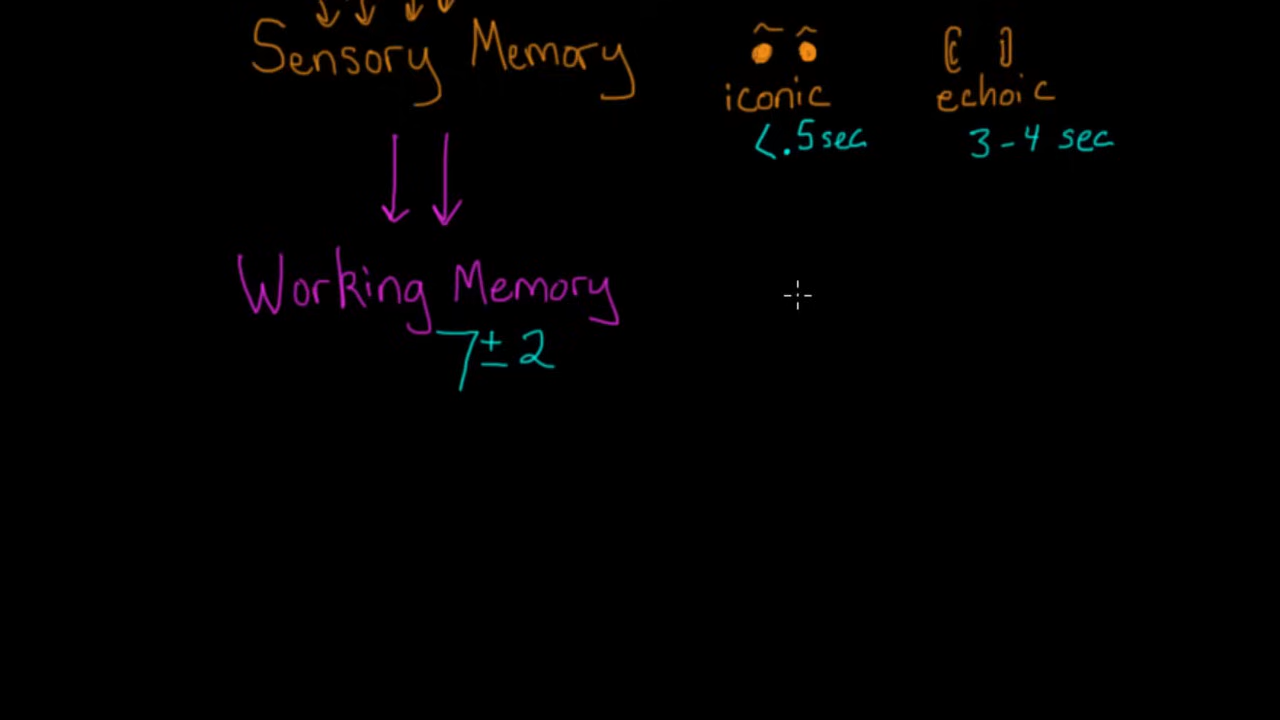 Sensory Memory
iconic echoic
<.5sec 3-4 sec
Working Memory
7±2